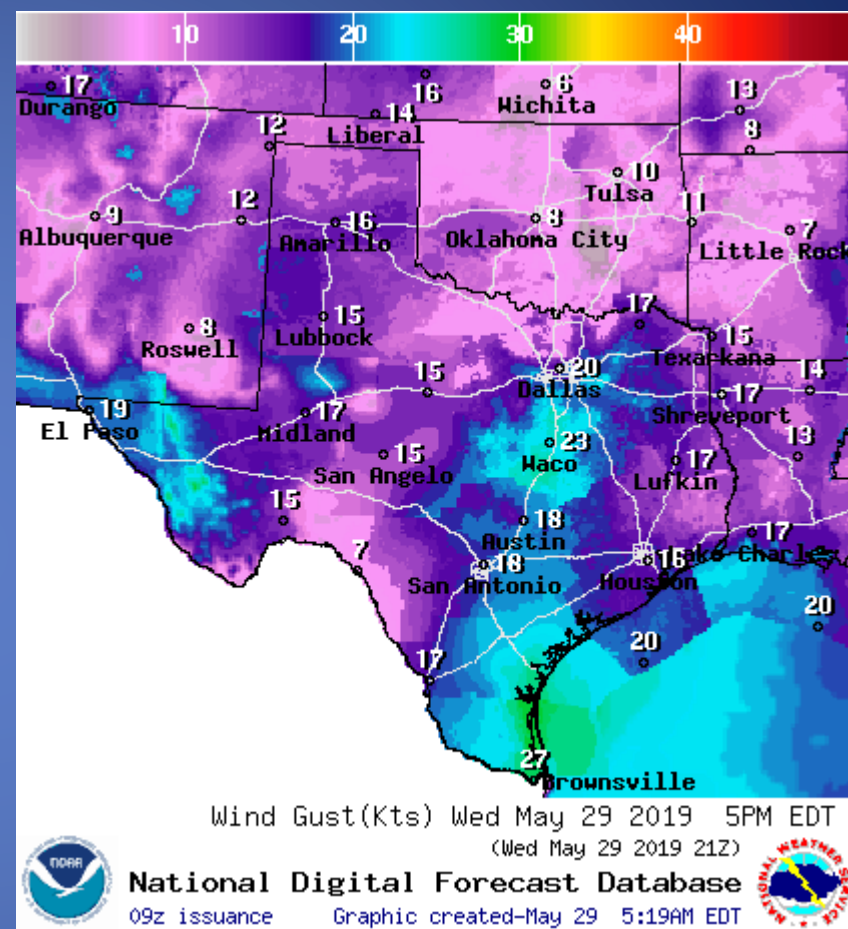 10 20 30 40
17 Durango
16
14 Liberal
6 Wichita
13
8
12
10 Tulsa
9 Albuquerque
12
16 Amarillo
8 Oklahoma City
11
7 Little Rock
8 Roswell
15 Lubbock
17
15 Texarkana
19 El Paso
17 Midland
15
20 Dallas
17 Shreveport
14
15 San Angelo
23 Waco
17 Lufkin
13
15
18 Austin
17 Lake Charles
7
18 San Antonio
16 Houston
20
20
17
27 Brownsville
Wind Gust(Kts) Wed May 29 2019 5PM EDT
(Wed May 29 2019 21Z)
NOAA
National Digital Forecast Database
09z issuance Graphic created-May 29 5:19AM EDT
NATIONAL WEATHER SERVICE